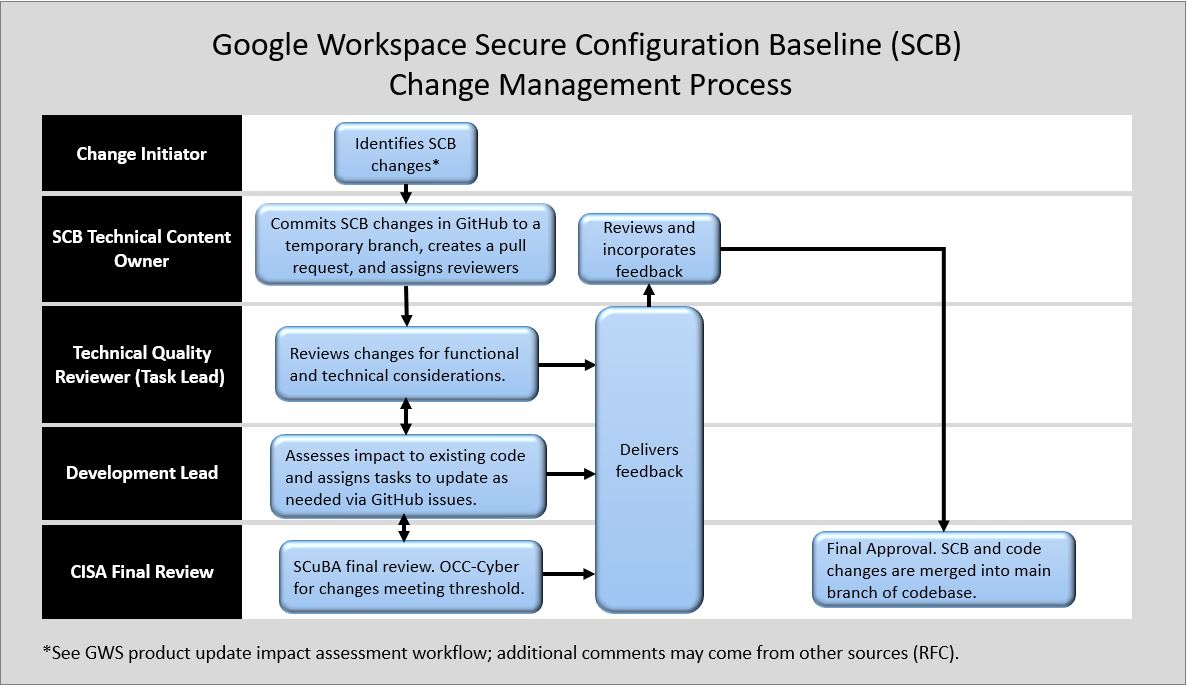 Google Workspace Secure Configuration Baseline (SCB)
Change Management Process
Change Initiator
Identifies SCB
changes*
SCB Technical Content
Owner
Commits SCB changes in GitHub to a
temporary branch, creates a pull
request, and assigns reviewers
Reviews and
incorporates
feedback
Technical Quality
Reviewer (Task Lead)
Reviews changes for functional
and technical considerations.
Delivers
feedback
Development Lead
Assesses impact to existing code
and assigns tasks to update as
needed via GitHub issues.
CISA Final Review
SCuBA final review. OCC-Cyber
for changes meeting threshold.
Final Approval. SCB and code
changes are merged into main
branch of codebase.
*See GWS product update impact assessment workflow; additional comments may come from other sources (RFC).